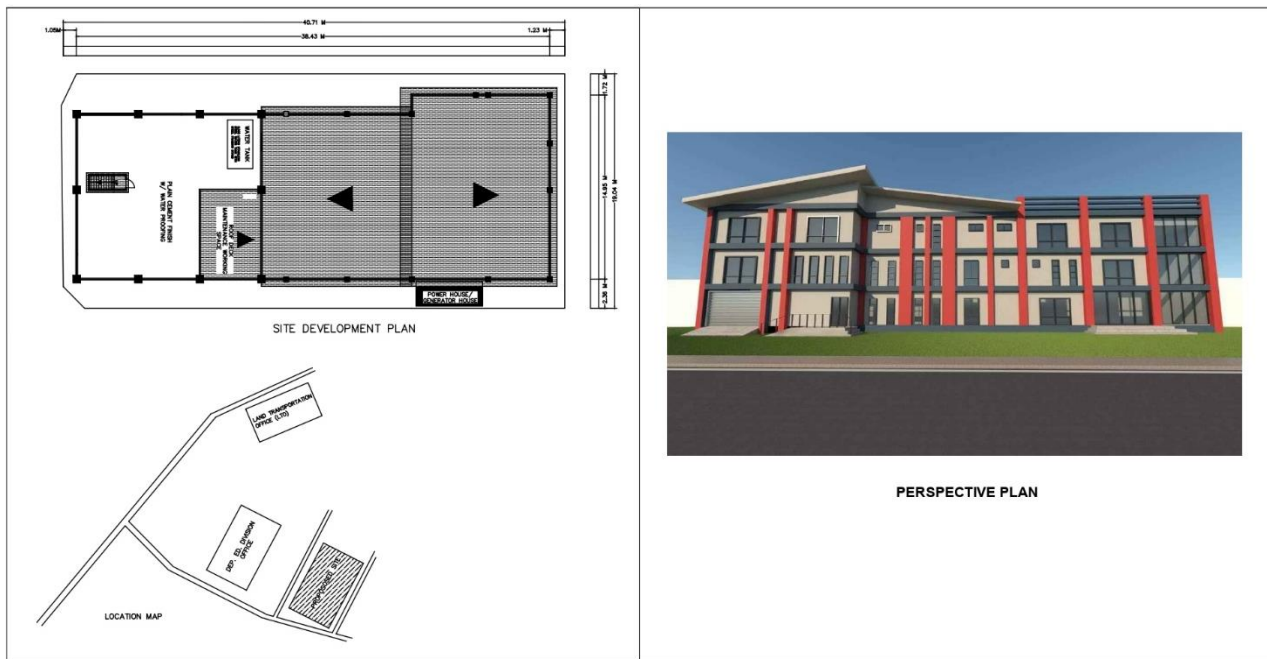 40.71 M
1.05M
38.43 M
1.23 M
1.72 M
14.95 M
19.04 M
2.36 M
WATER TANK
PLAIN CEMENT FINISH
W/ WATER PROOFING
ROOF DECK
MAINTENANCE WORKING
SPACE
POWER HOUSE/
GENERATOR HOUSE
SITE DEVELOPMENT PLAN
LAND TRANSPORTATION
OFFICE (LTO)
DEP. ED. DIVISION
OFFICE
PROPOSED SITE
LOCATION MAP
PERSPECTIVE PLAN